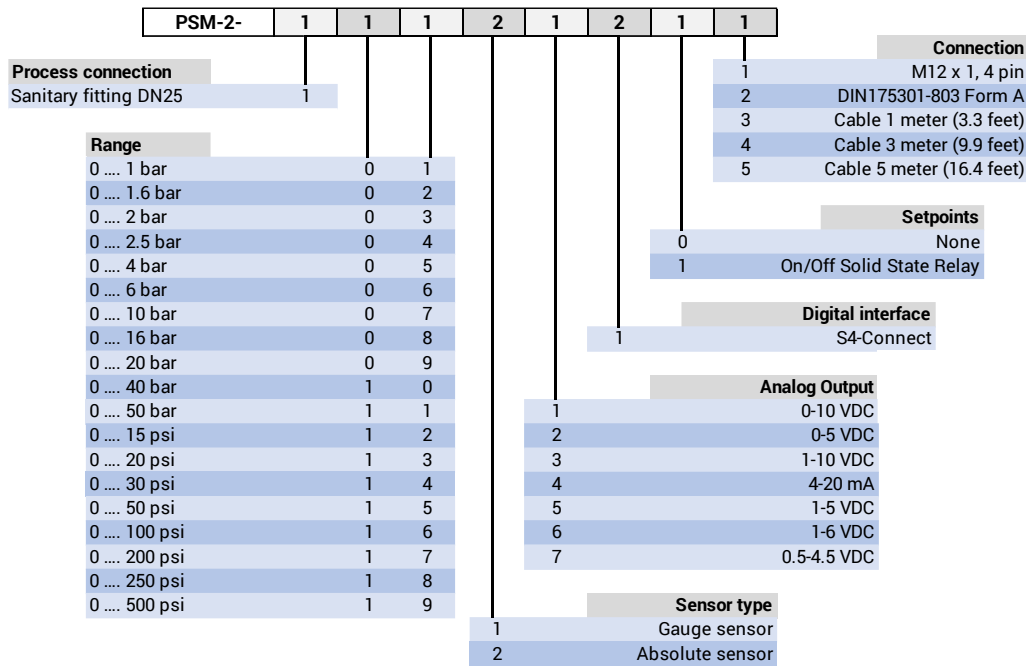 PSM-2- 1 1 1 2 1 2 1 1
Connection
1 M12 x 1, 4 pin
2 DIN175301-803 Form A
3 Cable 1 meter (3.3 feet)
4 Cable 3 meter (9.9 feet)
5 Cable 5 meter (16.4 feet)
Process connection
Sanitary fitting DN25 1
Range
0 .... 1 bar 0 1
0 .... 1.6 bar 0 2
0 .... 2 bar 0 3
0 .... 2.5 bar 0 4
0 .... 4 bar 0 5
0 .... 6 bar 0 6
0 .... 10 bar 0 7
0 .... 16 bar 0 8
0 .... 20 bar 0 9
0 .... 40 bar 1 0
0 .... 50 bar 1 1
0 .... 15 psi 1 2
0 .... 20 psi 1 3
0 .... 30 psi 1 4
0 .... 50 psi 1 5
0 .... 100 psi 1 6
0 .... 200 psi 1 7
0 .... 250 psi 1 8
0 .... 500 psi 1 9
Setpoints
0 None
1 On/Off Solid State Relay
Digital interface
1 S4-Connect
Analog Output
1 0-10 VDC
2 0-5 VDC
3 1-10 VDC
4 4-20 mA
5 1-5 VDC
6 1-6 VDC
7 0.5-4.5 VDC
Sensor type
1 Gauge sensor
2 Absolute sensor